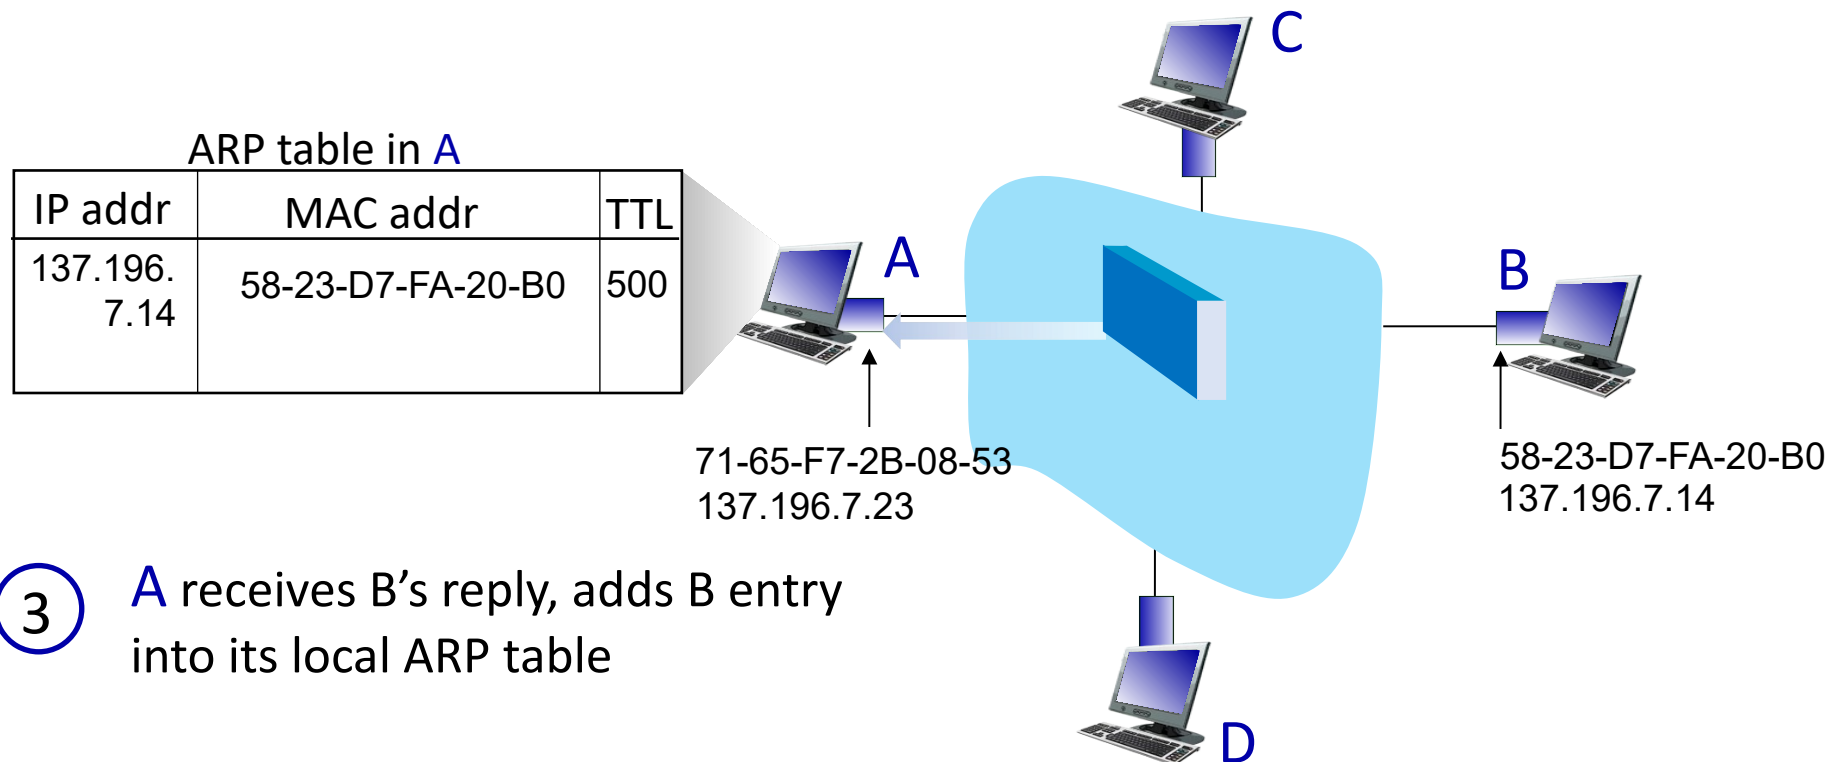 C
ARP table in A
IP addr MAC addr TTL
137.196. 58-23-D7-FA-20-B0 500
7.14
A
B
71-65-F7-2B-08-53
137.196.7.23
58-23-D7-FA-20-B0
137.196.7.14
3 A receives B’s reply, adds B entry
into its local ARP table
D